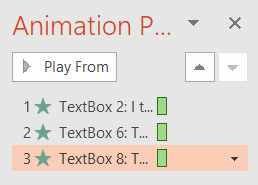 Animation P...
Play From
1 TextBox 2: I t...
2 TextBox 6: T...
3 TextBox 8: T...